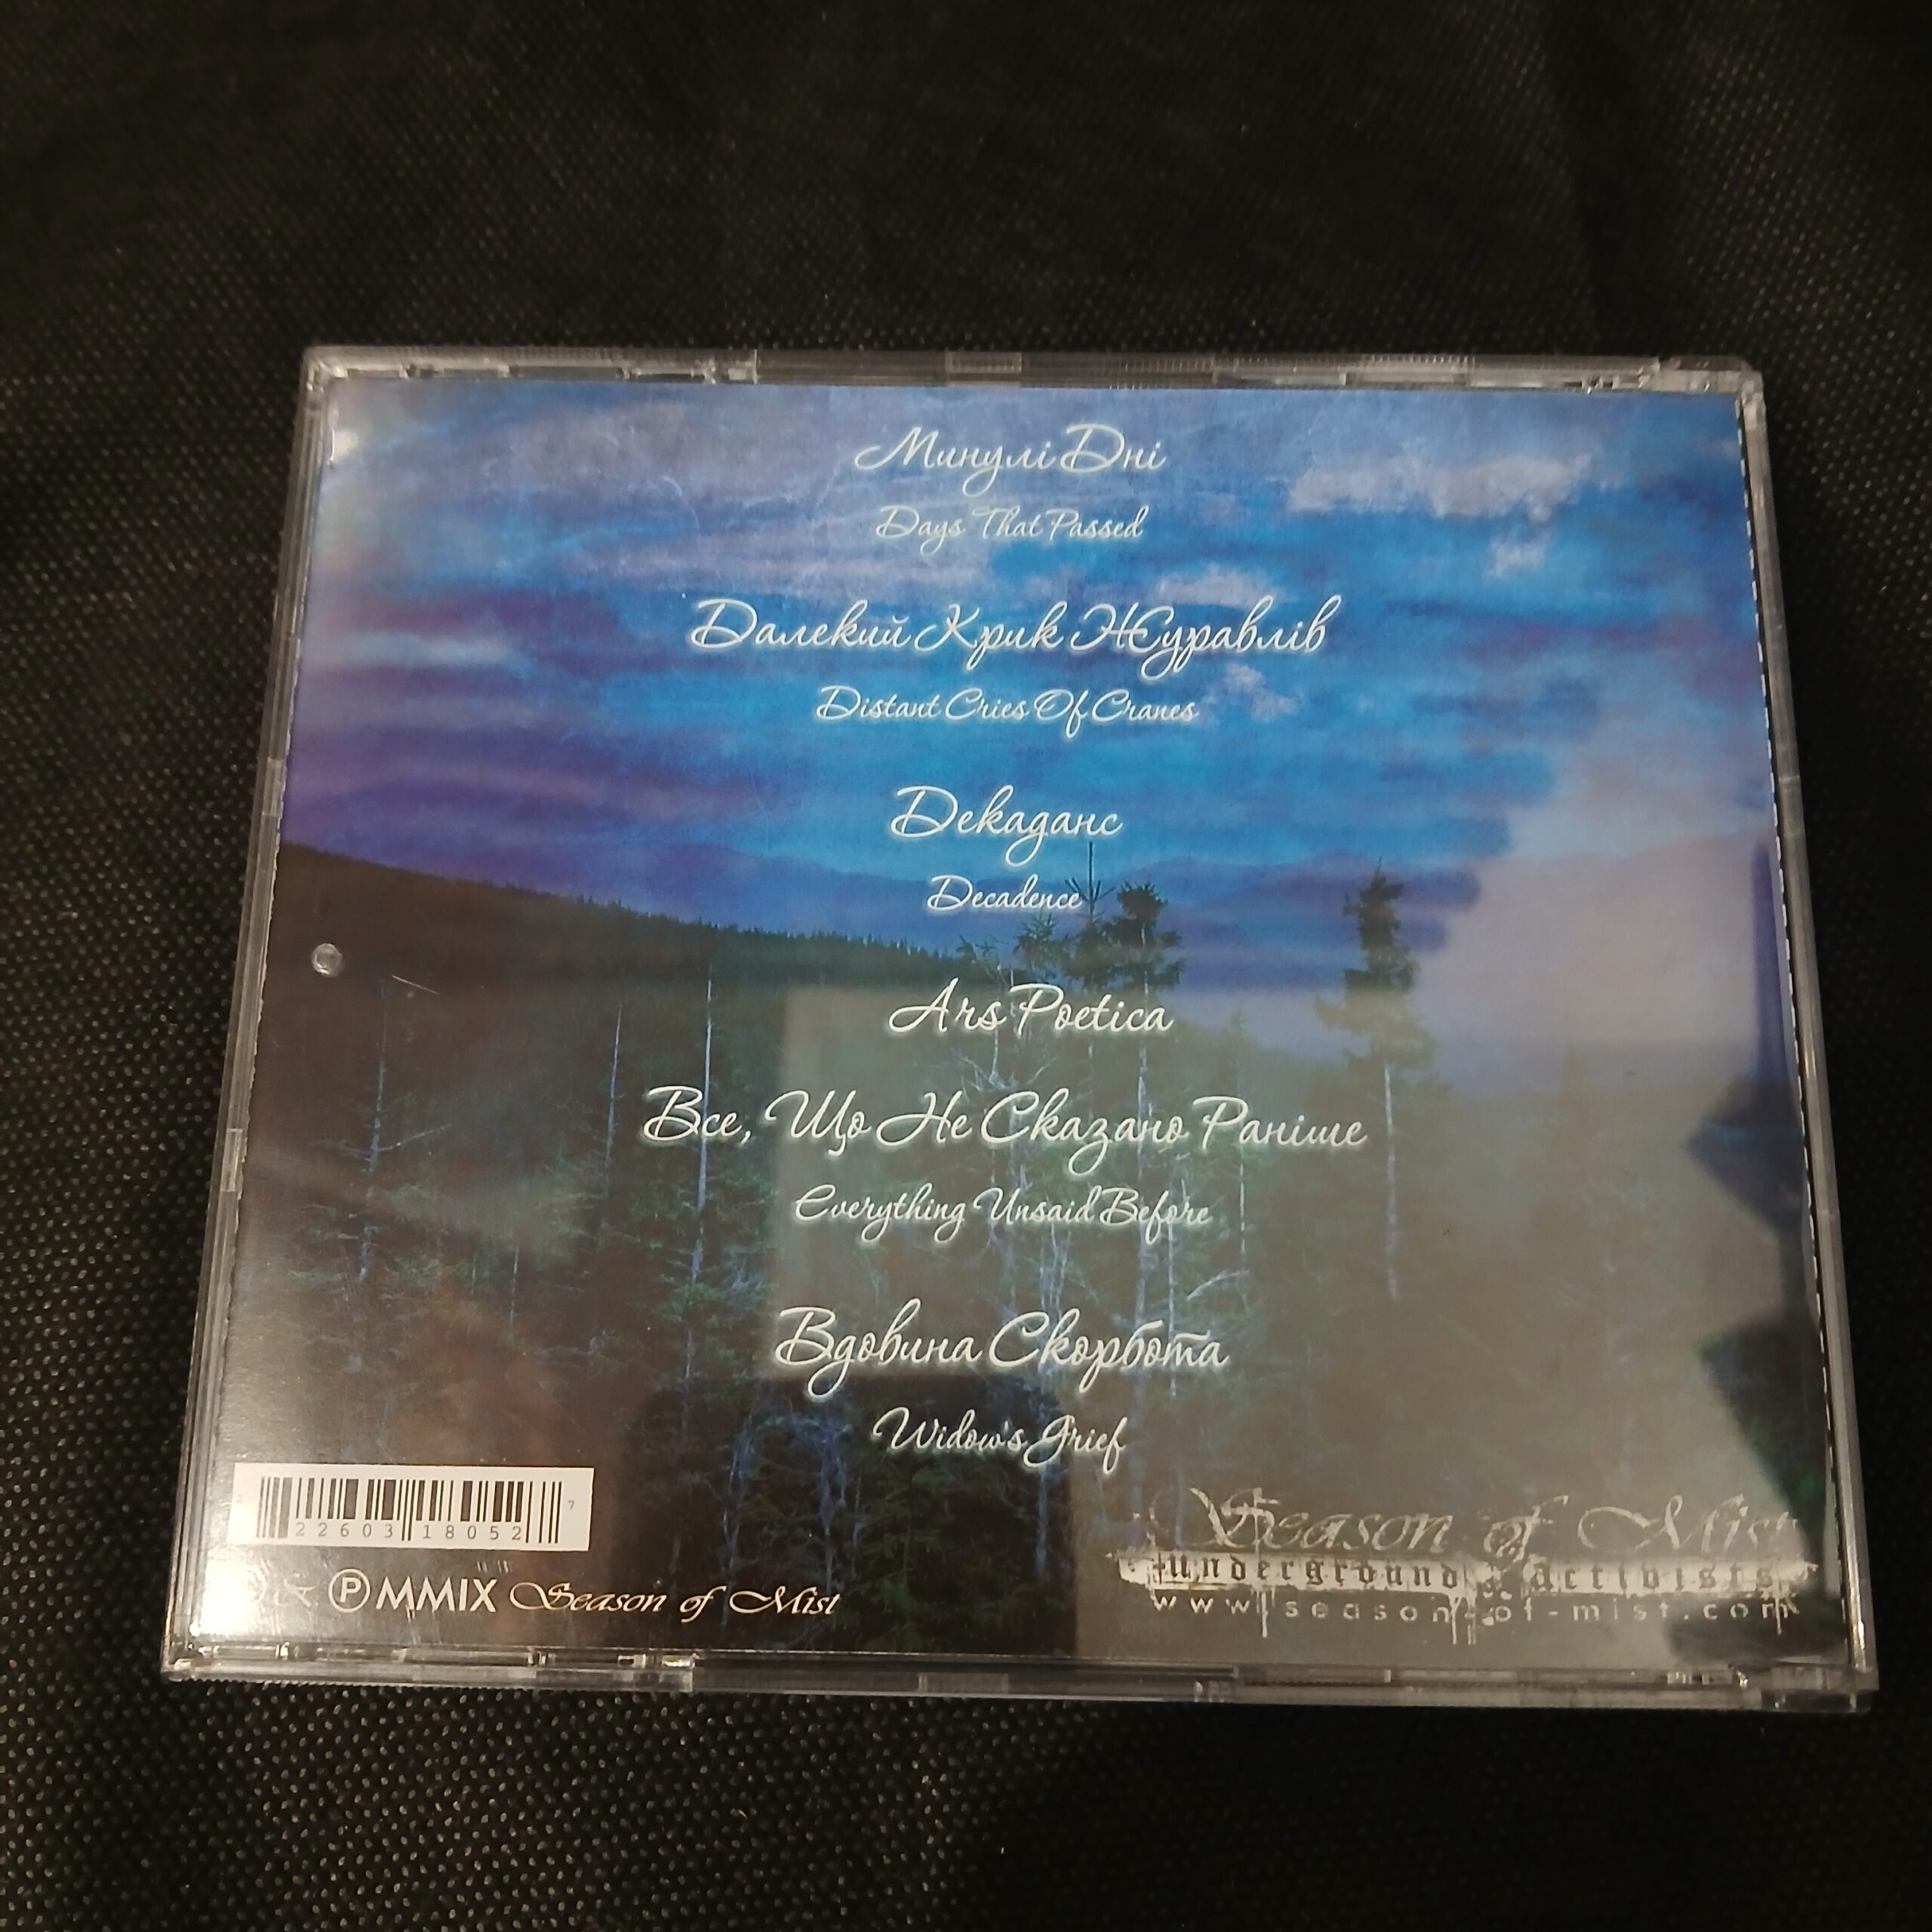 Минулі Дні
Days That Passed
Далекий Крик Журавлів
Distant Cries Of Cranes
Декаданс
Decadence
Ars Poetica
Все, Що Не Сказано Раніше
Everything Unsaid Before
Вдовина Скорбота
Widow's Grief
22603 18052 7
& ℗ MMIX Season of Mist
Season of Mist
underground activists
www.season-of-mist.com